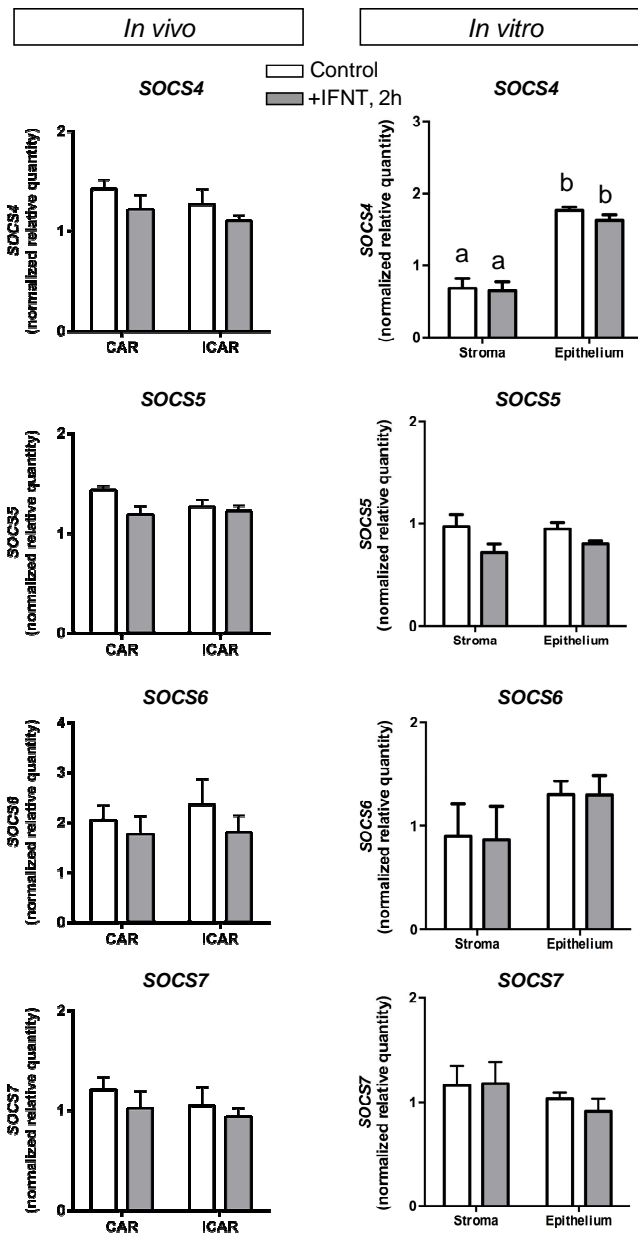 In vivo
In vitro
Control
+IFNT, 2h
SOCS4
SOCS4
(normalized relative quantity)
2
1
0
CAR
ICAR
SOCS4
SOCS4
(normalized relative quantity)
3
2
1
0
a
a
b
b
Stroma
Epithelium
SOCS5
SOCS5
(normalized relative quantity)
2
1
0
CAR
ICAR
SOCS5
SOCS5
(normalized relative quantity)
2
1
0
Stroma
Epithelium
SOCS6
SOCS6
(normalized relative quantity)
4
3
2
1
0
CAR
ICAR
SOCS6
SOCS6
(normalized relative quantity)
2
1
0
Stroma
Epithelium
SOCS7
SOCS7
(normalized relative quantity)
2
1
0
CAR
ICAR
SOCS7
SOCS7
(normalized relative quantity)
2
1
0
Stroma
Epithelium